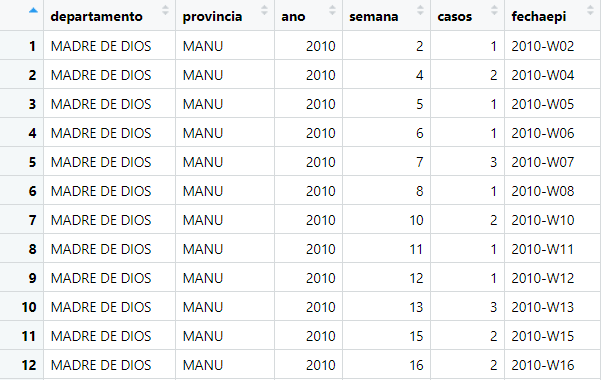 departamento provincia ano semana casos fechaepi
1 MADRE DE DIOS MANU 2010 2 1 2010-W02
2 MADRE DE DIOS MANU 2010 4 2 2010-W04
3 MADRE DE DIOS MANU 2010 5 1 2010-W05
4 MADRE DE DIOS MANU 2010 6 1 2010-W06
5 MADRE DE DIOS MANU 2010 7 3 2010-W07
6 MADRE DE DIOS MANU 2010 8 1 2010-W08
7 MADRE DE DIOS MANU 2010 10 2 2010-W10
8 MADRE DE DIOS MANU 2010 11 1 2010-W11
9 MADRE DE DIOS MANU 2010 12 1 2010-W12
10 MADRE DE DIOS MANU 2010 13 3 2010-W13
11 MADRE DE DIOS MANU 2010 15 2 2010-W15
12 MADRE DE DIOS MANU 2010 16 2 2010-W16